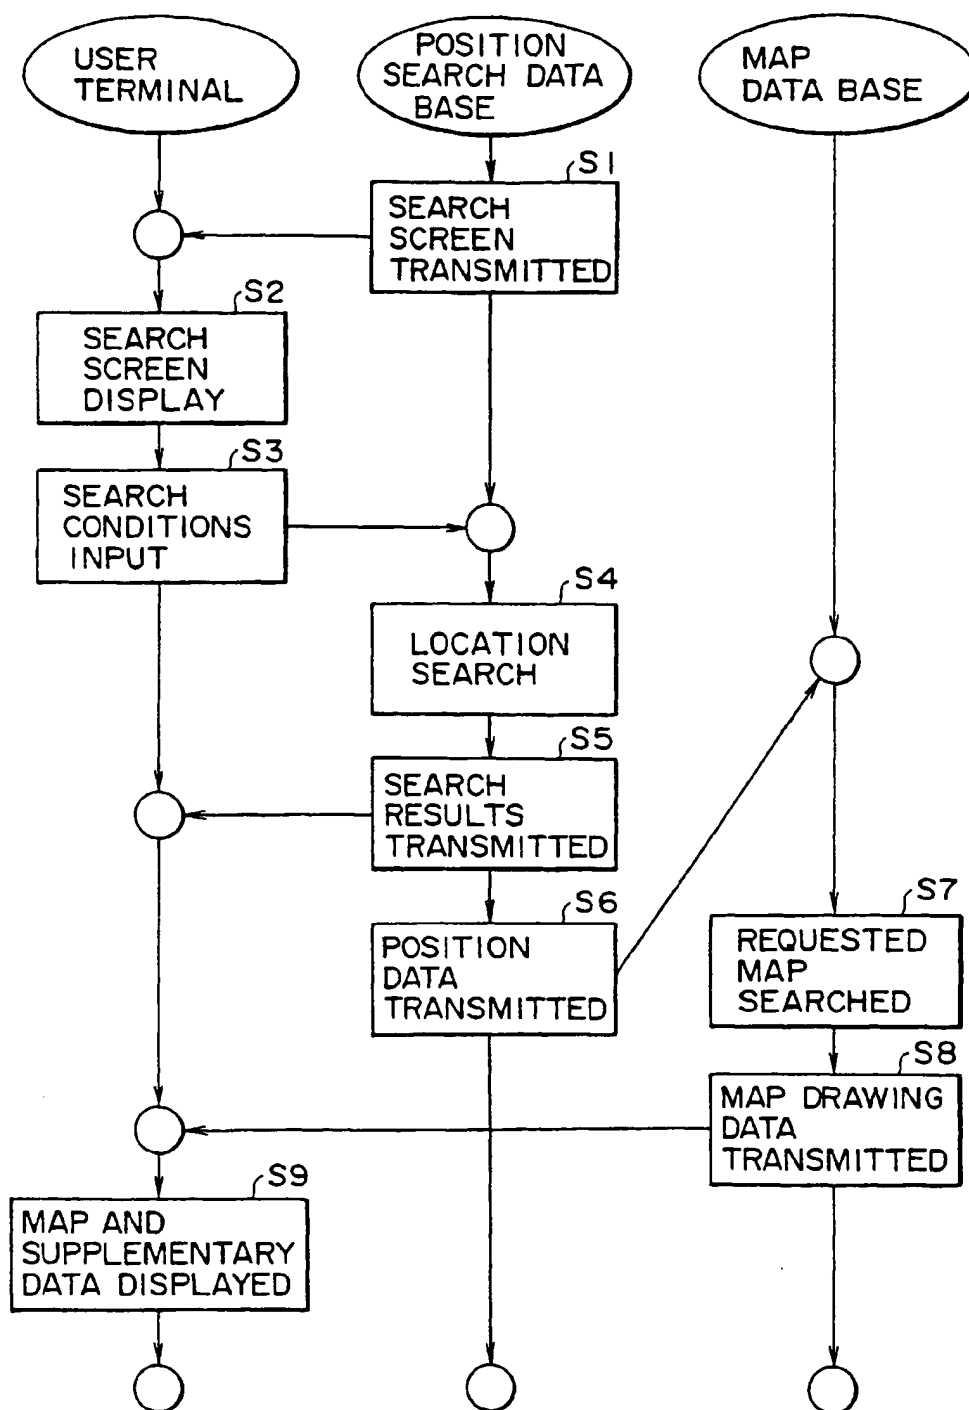 USER
TERMINAL
POSITION
SEARCH DATA
BASE
MAP
DATA BASE
S1
SEARCH
SCREEN
TRANSMITTED
S2
SEARCH
SCREEN
DISPLAY
S3
SEARCH
CONDITIONS
INPUT
S4
LOCATION
SEARCH
S5
SEARCH
RESULTS
TRANSMITTED
S6
POSITION
DATA
TRANSMITTED
S7
REQUESTED
MAP
SEARCHED
S8
MAP DRAWING
DATA
TRANSMITTED
S9
MAP AND
SUPPLEMENTARY
DATA DISPLAYED